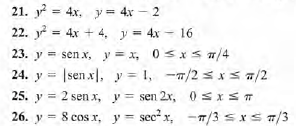 21. y² = 4x, y = 4x − 2
22. y² = 4x + 4, y = 4x − 16
23. y = sen x, y = x, 0 ≤ x ≤ π/4
24. y = |sen x|, y = 1, −π/2 ≤ x ≤ π/2
25. y = 2 sen x, y = sen 2x, 0 ≤ x ≤ π
26. y = 8 cos x, y = sec² x, −π/3 ≤ x ≤ π/3